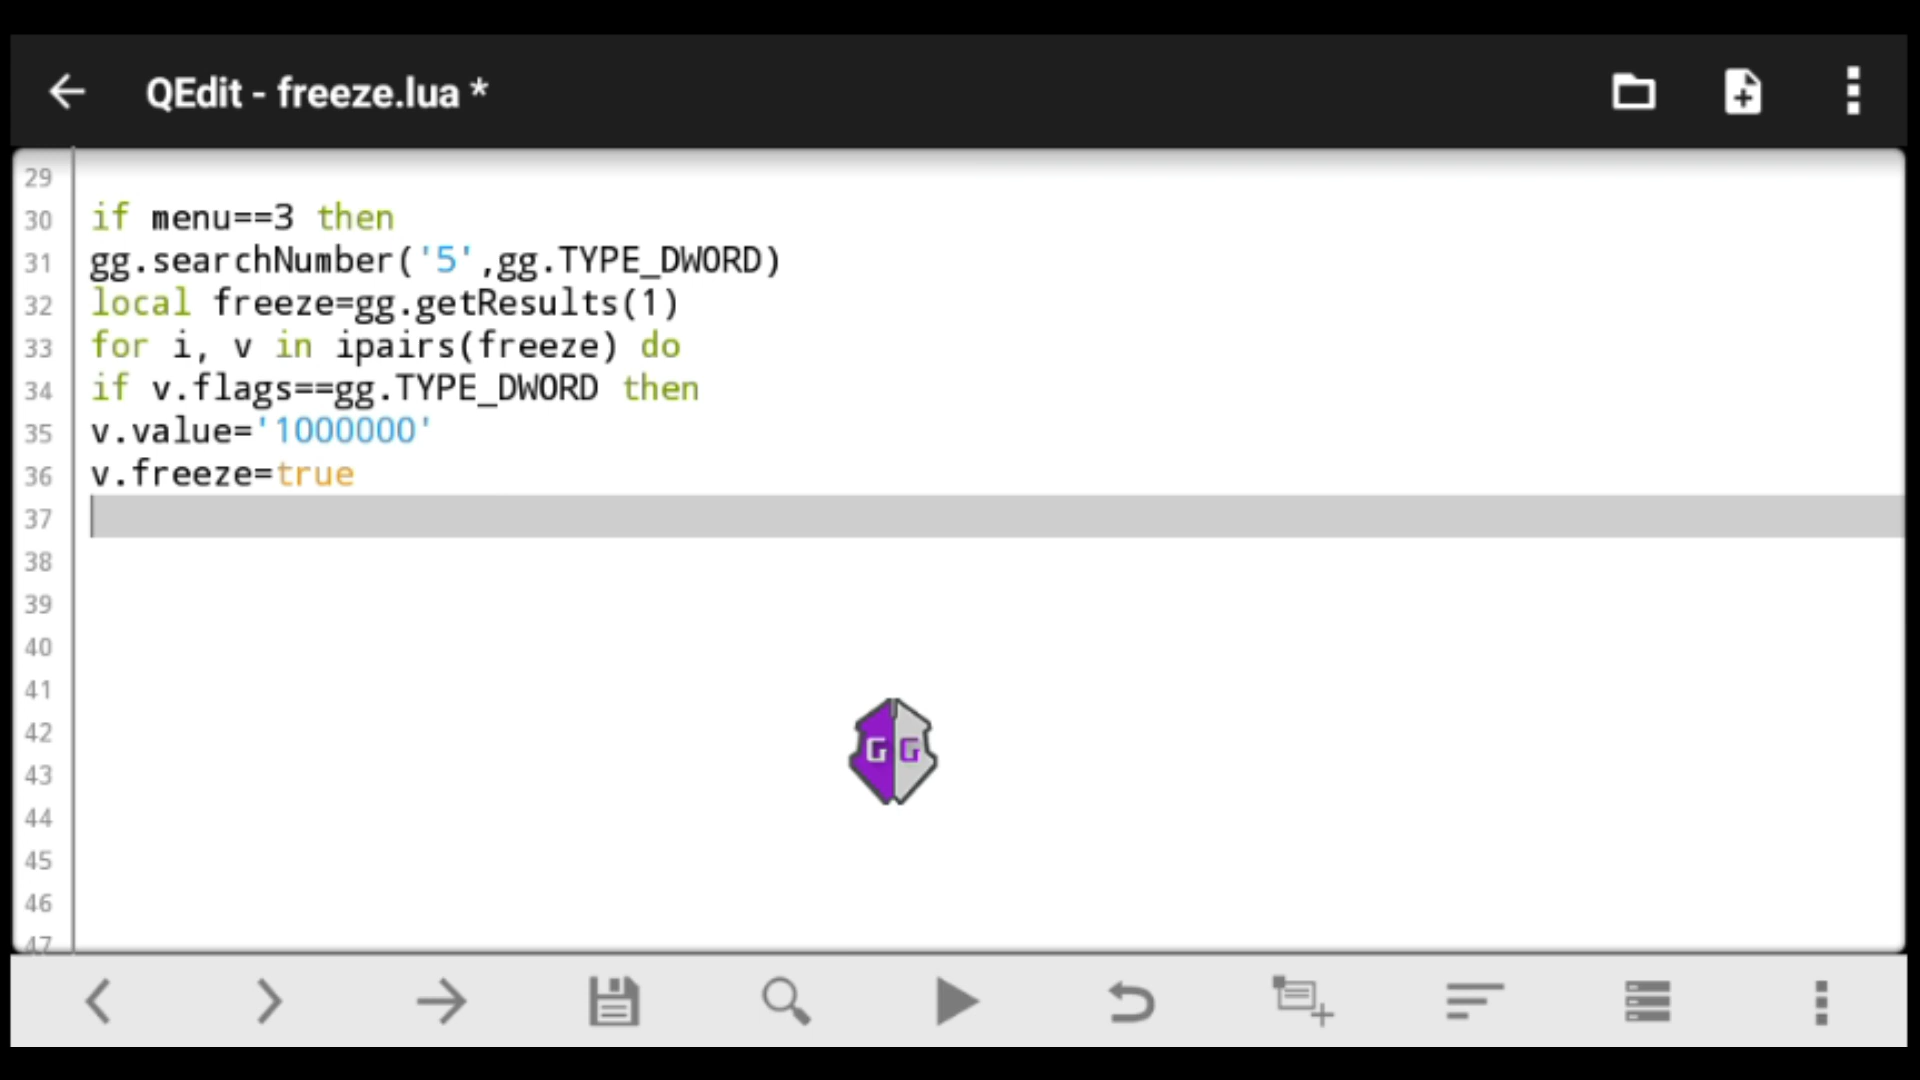 QEdit - freeze.lua *
29
30 if menu==3 then
31 gg.searchNumber('5',gg.TYPE_DWORD)
32 local freeze=gg.getResults(1)
33 for i, v in ipairs(freeze) do
34 if v.flags==gg.TYPE_DWORD then
35 v.value='1000000'
36 v.freeze=true
37
38
39
40
41
42
G G
43
44
45
46
47